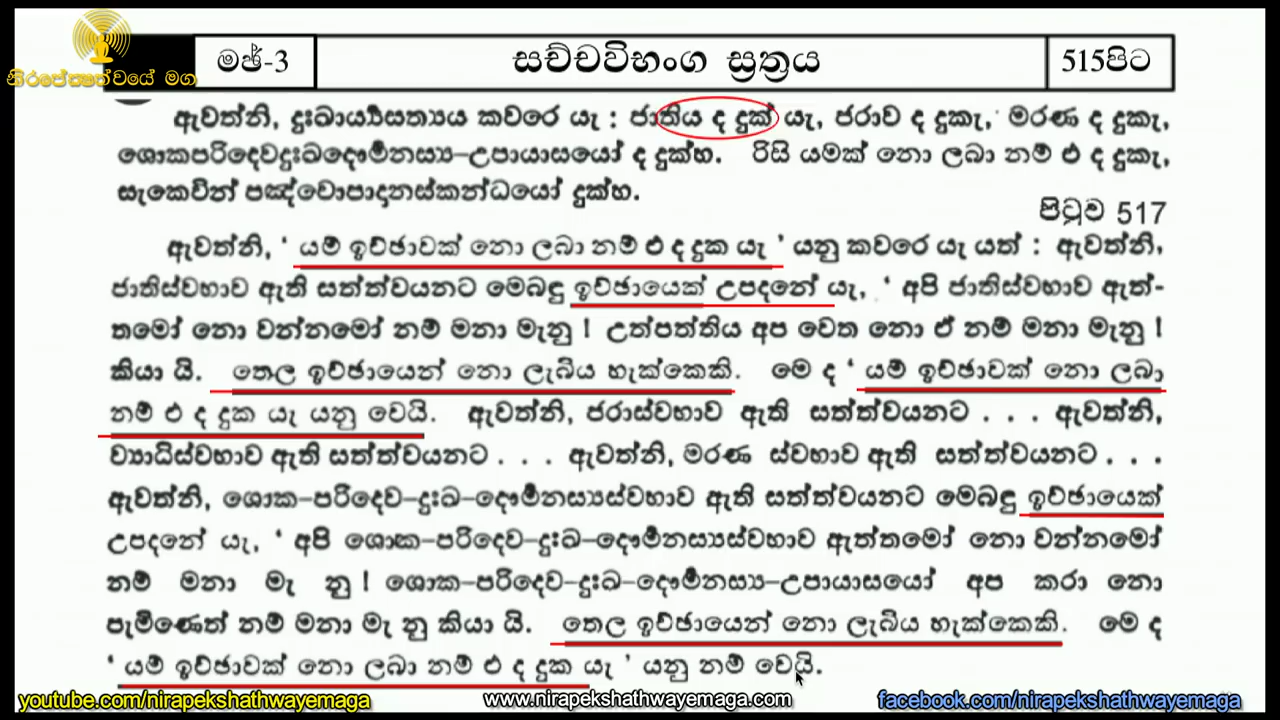 නිරපේක්‍ෂත්වයේ මග
මඡ්-3
සච්චවිභංග සූත්‍රය
515පිට
ඇවත්නි, දුඃඛාර්‍ය්‍යසත්‍යය කවරෙ යැ : ජාතිය ද දුක් යැ, ජරාව ද දුකැ, මරණ ද දුකැ,
ශොකපරිදෙවදුඃඛදෞර්මනස්‍ය-උපායාසයෝ ද දුක්හ. රිසි යමක් නො ලබා නම් එ ද දුකැ,
සැකෙවින් පඤ්චොපාදානස්කන්ධයෝ දුක්හ.
පිටුව 517
ඇවත්නි, ‘ යම් ඉච්ඡාවක් නො ලබා නම් එ ද දුක යැ ’ යනු කවරෙ යැ යත් : ඇවත්නි,
ජාතිස්වභාව ඇති සත්ත්වයනට මෙබඳු ඉච්ඡායෙක් උපදනේ යැ, ‘ අපි ජාතිස්වභාව ඇත්-
තමෝ නො වන්නමෝ නම් මනා මැනු ! උත්පත්තිය අප වෙත නො ඒ නම් මනා මැනු !
කියා යි. තෙල ඉච්ඡායෙන් නො ලැබිය හැක්කෙකි. මෙ ද ‘ යම් ඉච්ඡාවක් නො ලබා
නම් එ ද දුක යැ යනු වෙයි. ඇවත්නි, ජරාස්වභාව ඇති සත්ත්වයනට . . . ඇවත්නි,
ව්‍යාධිස්වභාව ඇති සත්ත්වයනට . . . ඇවත්නි, මරණ ස්වභාව ඇති සත්ත්වයනට . . .
ඇවත්නි, ශොක-පරිදෙව-දුඃඛ-දෞර්මනස්‍යස්වභාව ඇති සත්ත්වයනට මෙබඳු ඉච්ඡායෙක්
උපදනේ යැ, ‘ අපි ශොක-පරිදෙව-දුඃඛ-දෞර්මනස්‍යස්වභාව ඇත්තමෝ නො වන්නමෝ
නම් මනා මැ නු ! ශොක-පරිදෙව-දුඃඛ-දෞර්මනස්‍ය-උපායාසයෝ අප කරා නො
පැමිණෙත් නම් මනා මැ නු කියා යි. තෙල ඉච්ඡායෙන් නො ලැබිය හැක්කෙකි. මෙ ද
‘ යම් ඉච්ඡාවක් නො ලබා නම් එ ද දුක යැ ’ යනු නම් වෙයි.
youtube.com/nirapekshathwayemaga www.nirapekshathwayemaga.com facebook.com/nirapekshathwayemaga